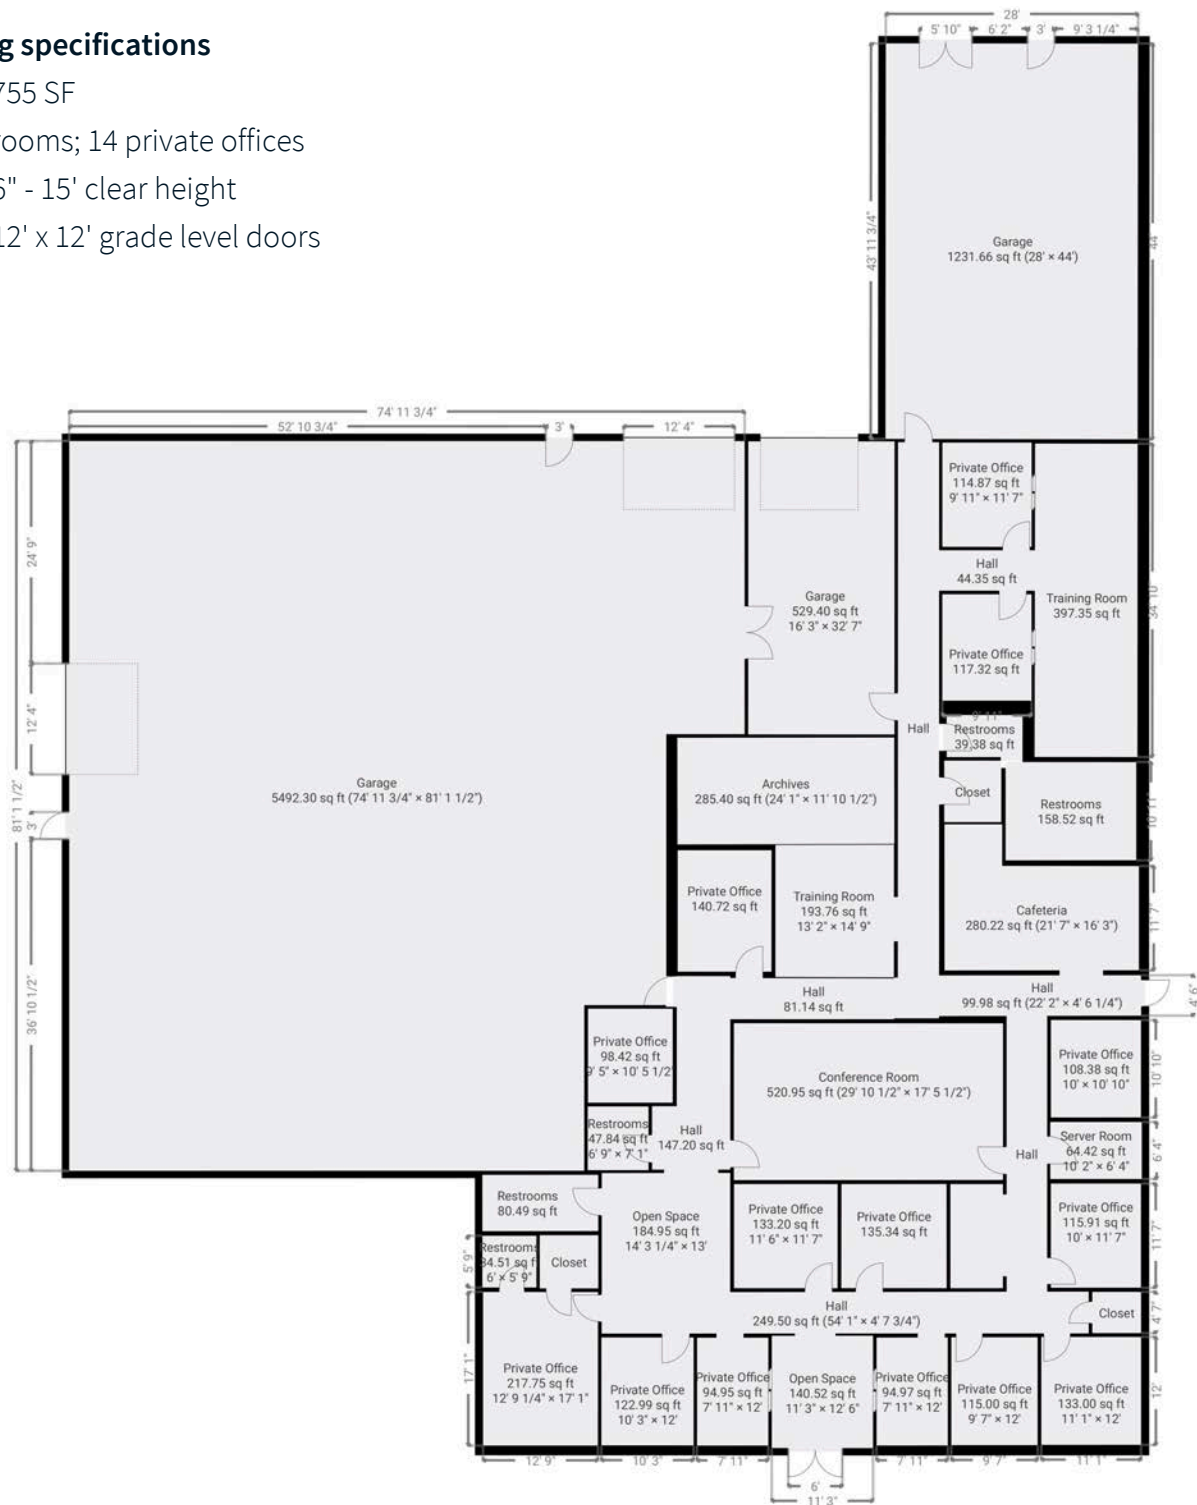 g specifications
755 SF
rooms; 14 private offices
6" - 15' clear height
12' x 12' grade level doors
28'
5' 10"
6' 2"
3'
9' 3 1/4"
43' 11 3/4"
44'
Garage
1231.66 sq ft (28' × 44')
74' 11 3/4"
52' 10 3/4"
3'
12' 4"
24' 9"
12' 4"
81' 1 1/2"
3'
36' 10 1/2"
Garage
5492.30 sq ft (74' 11 3/4" × 81' 1 1/2")
Garage
529.40 sq ft
16' 3" × 32' 7"
Private Office
114.87 sq ft
9' 11" × 11' 7"
Hall
44.35 sq ft
Training Room
397.35 sq ft
34' 10"
Private Office
117.32 sq ft
9' 11"
Hall
Restrooms
39.38 sq ft
Closet
Restrooms
158.52 sq ft
10' 11"
Archives
285.40 sq ft (24' 1" × 11' 10 1/2")
Private Office
140.72 sq ft
Training Room
193.76 sq ft
13' 2" × 14' 9"
Cafeteria
280.22 sq ft (21' 7" × 16' 3")
11' 7"
Hall
81.14 sq ft
Hall
99.98 sq ft (22' 2" × 4' 6 1/4")
4' 6"
Private Office
98.42 sq ft
9' 5" × 10' 5 1/2"
Conference Room
520.95 sq ft (29' 10 1/2" × 17' 5 1/2")
Private Office
108.38 sq ft
10' × 10' 10"
10' 10"
Restrooms
47.84 sq ft
6' 9" × 7' 1"
Hall
147.20 sq ft
Hall
Server Room
64.42 sq ft
10' 2" × 6' 4"
6' 4"
Restrooms
80.49 sq ft
Open Space
184.95 sq ft
14' 3 1/4" × 13'
Private Office
133.20 sq ft
11' 6" × 11' 7"
Private Office
135.34 sq ft
Private Office
115.91 sq ft
10' × 11' 7"
11' 7"
5' 9"
Restrooms
34.51 sq ft
6' × 5' 9"
Closet
Hall
249.50 sq ft (54' 1" × 4' 7 3/4")
Closet
4' 7"
17' 1"
Private Office
217.75 sq ft
12' 9 1/4" × 17' 1"
Private Office
122.99 sq ft
10' 3" × 12'
Private Office
94.95 sq ft
7' 11" × 12'
Open Space
140.52 sq ft
11' 3" × 12' 6"
Private Office
94.97 sq ft
7' 11" × 12'
Private Office
115.00 sq ft
9' 7" × 12'
Private Office
133.00 sq ft
11' 1" × 12'
12'
12' 9"
10' 3"
7' 11"
6'
11' 3"
7' 11"
9' 7"
11' 1"